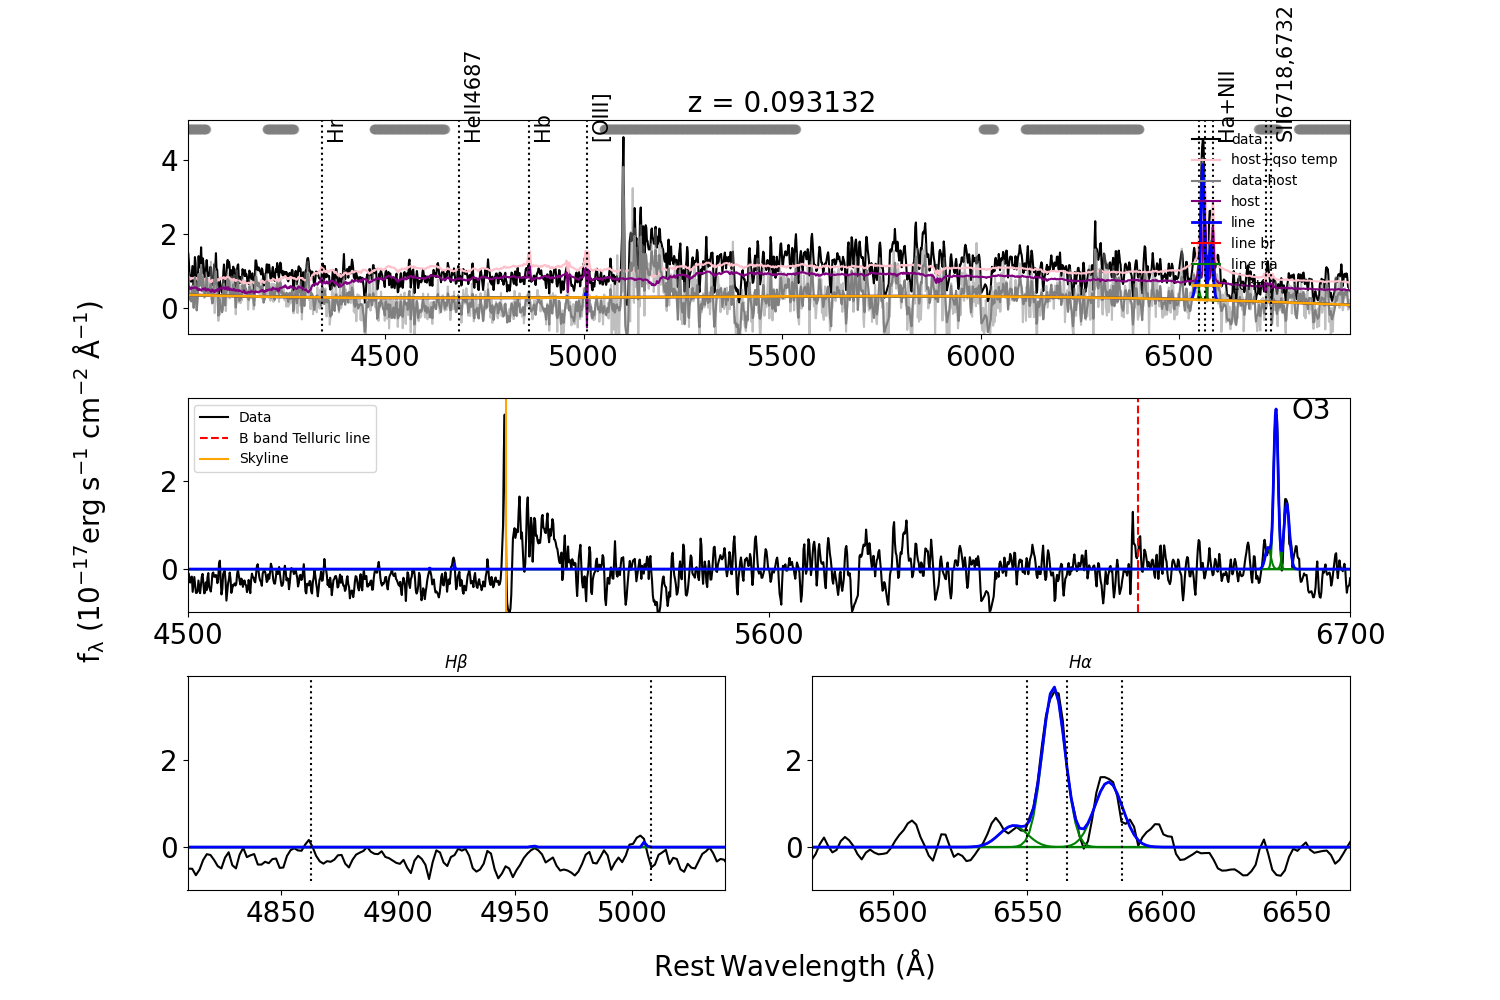 z = 0.093132
Hr
HeII4687
Hb
[OIII]
Ha+NII
SII6718,6732
data
host+qso temp
data-host
host
line
line br
line na
4
2
0
4500
5000
5500
6000
6500
f_λ (10⁻¹⁷erg s⁻¹ cm⁻² Å⁻¹)
Data
B band Telluric line
Skyline
O3
2
0
4500
5600
6700
Hβ
2
0
4850
4900
4950
5000
Hα
2
0
6500
6550
6600
6650
Rest Wavelength (Å)